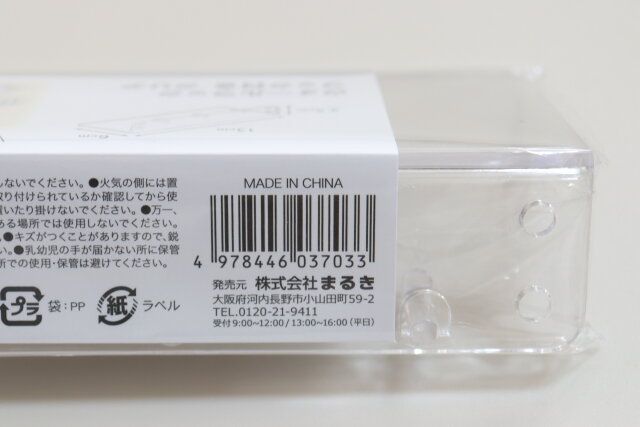 13cm
6cm
しないでください。●火気の側には置
取り付けられているか確認してから使
置いたり掛けないでください。●万一、
ある場所では使用しないでください。
●キズがつくことがありますので、鋭
い。●乳幼児の手が届かない所に保管
所での使用・保管は避けてください。
プラ 袋:PP 紙 ラベル
MADE IN CHINA
4 978446 037033
発売元 株式会社 まるき
大阪府河内長野市小山田町59-2
TEL.0120-21-9411
受付 9:00~12:00/13:00~16:00(平日)